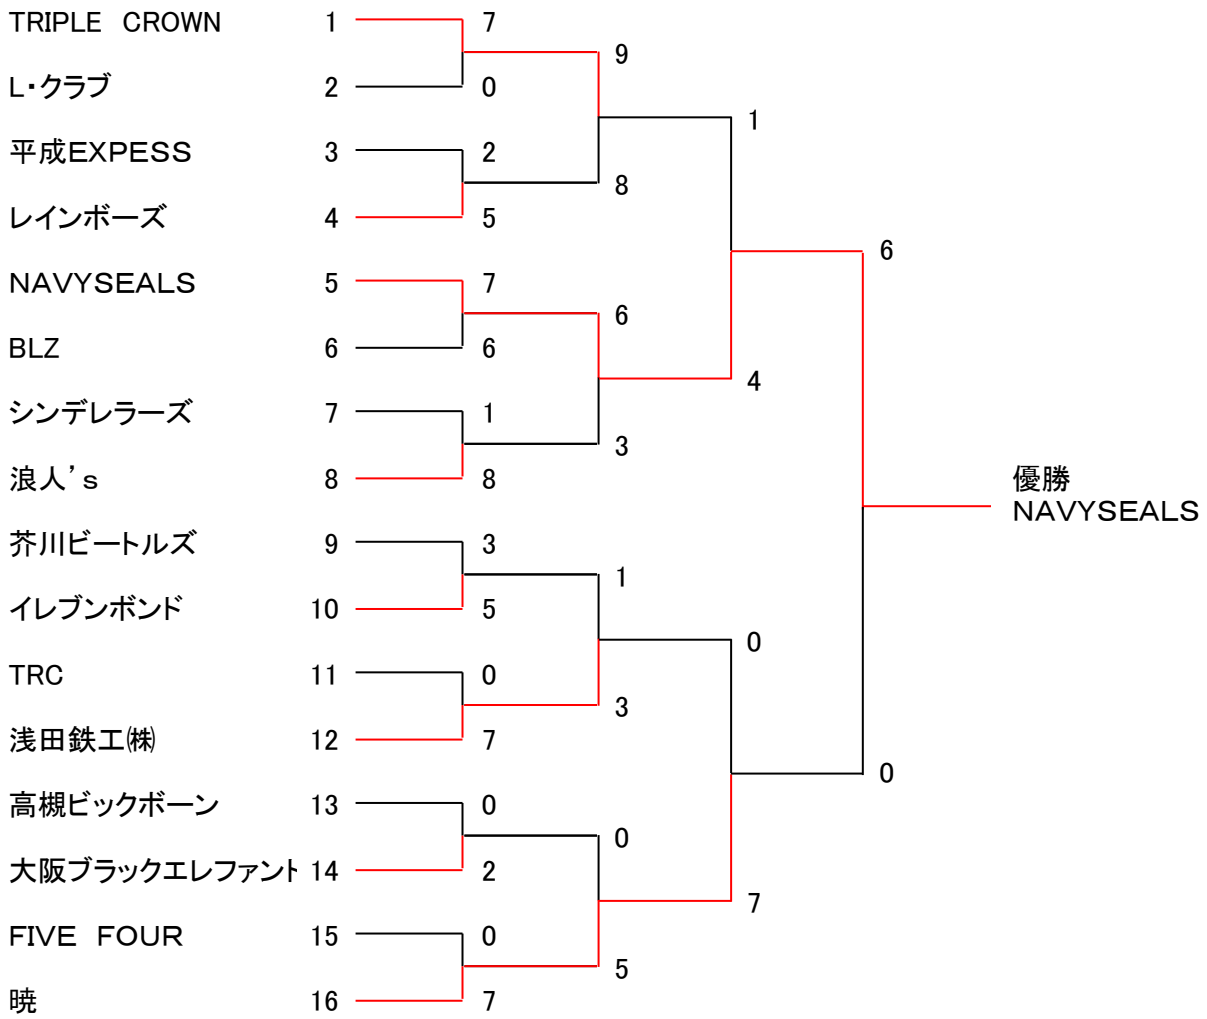 TRIPLE　CROWN 1 7
9
L・クラブ 2 0
1
平成EXPESS 3 2
8
レインボーズ 4 5
6
NAVYSEALS 5 7
6
BLZ 6 6
4
シンデレラーズ 7 1
3
浪人’ｓ 8 8
優勝
NAVYSEALS
芥川ビートルズ 9 3
1
イレブンボンド 10 5
0
TRC 11 0
3
浅田鉄工㈱ 12 7
0
高槻ビックボーン 13 0
0
大阪ブラックエレファント 14 2
7
FIVE　FOUR 15 0
5
暁 16 7